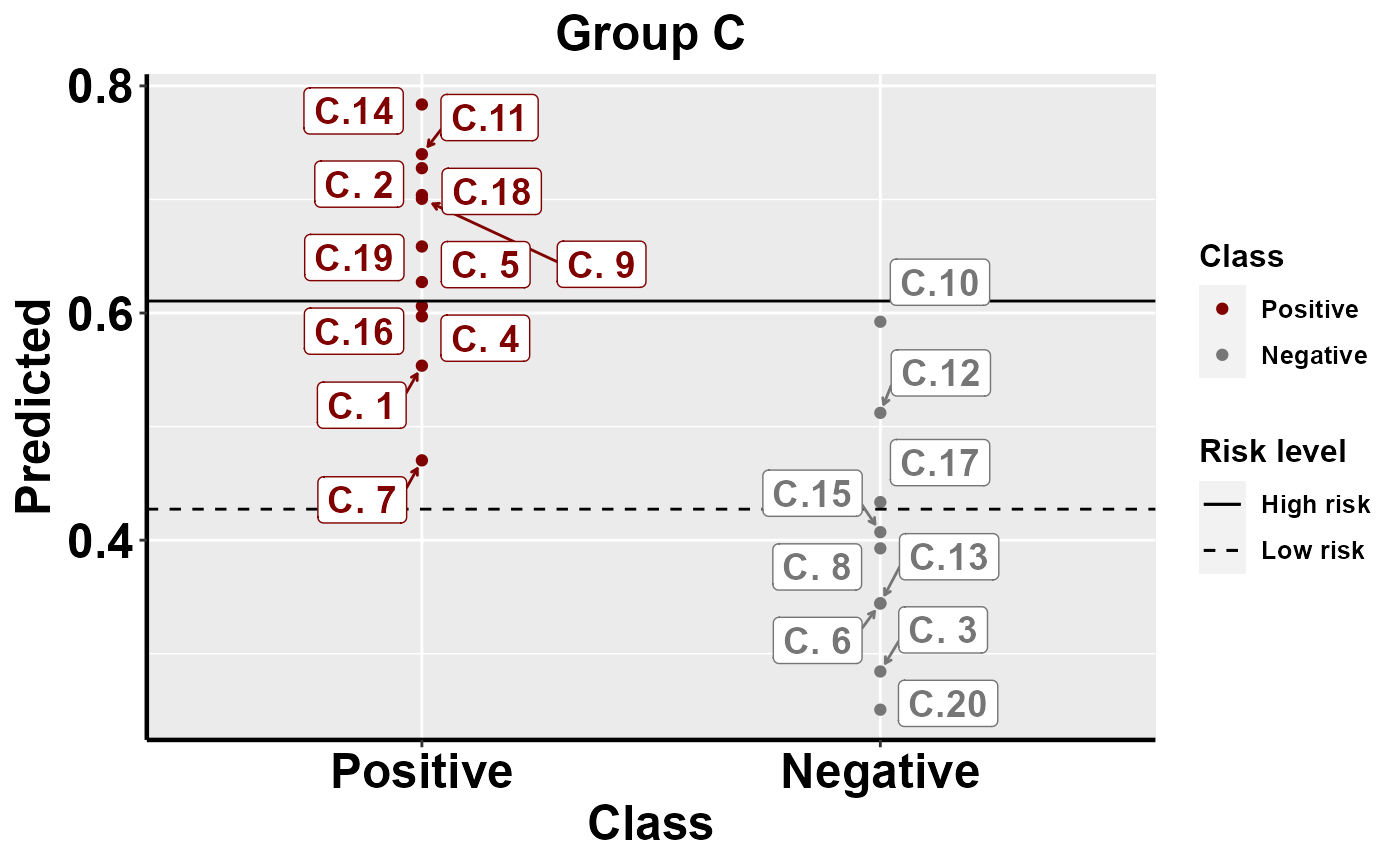 Group C
Predicted
0.8
0.6
0.4
C.14
C.11
C. 2
C.18
C.19
C. 5
C. 9
C.16
C. 4
C. 1
C. 7
C.10
C.12
C.17
C.15
C. 8
C.13
C. 6
C. 3
C.20
Positive
Negative
Class
Class
Positive
Negative
Risk level
High risk
Low risk